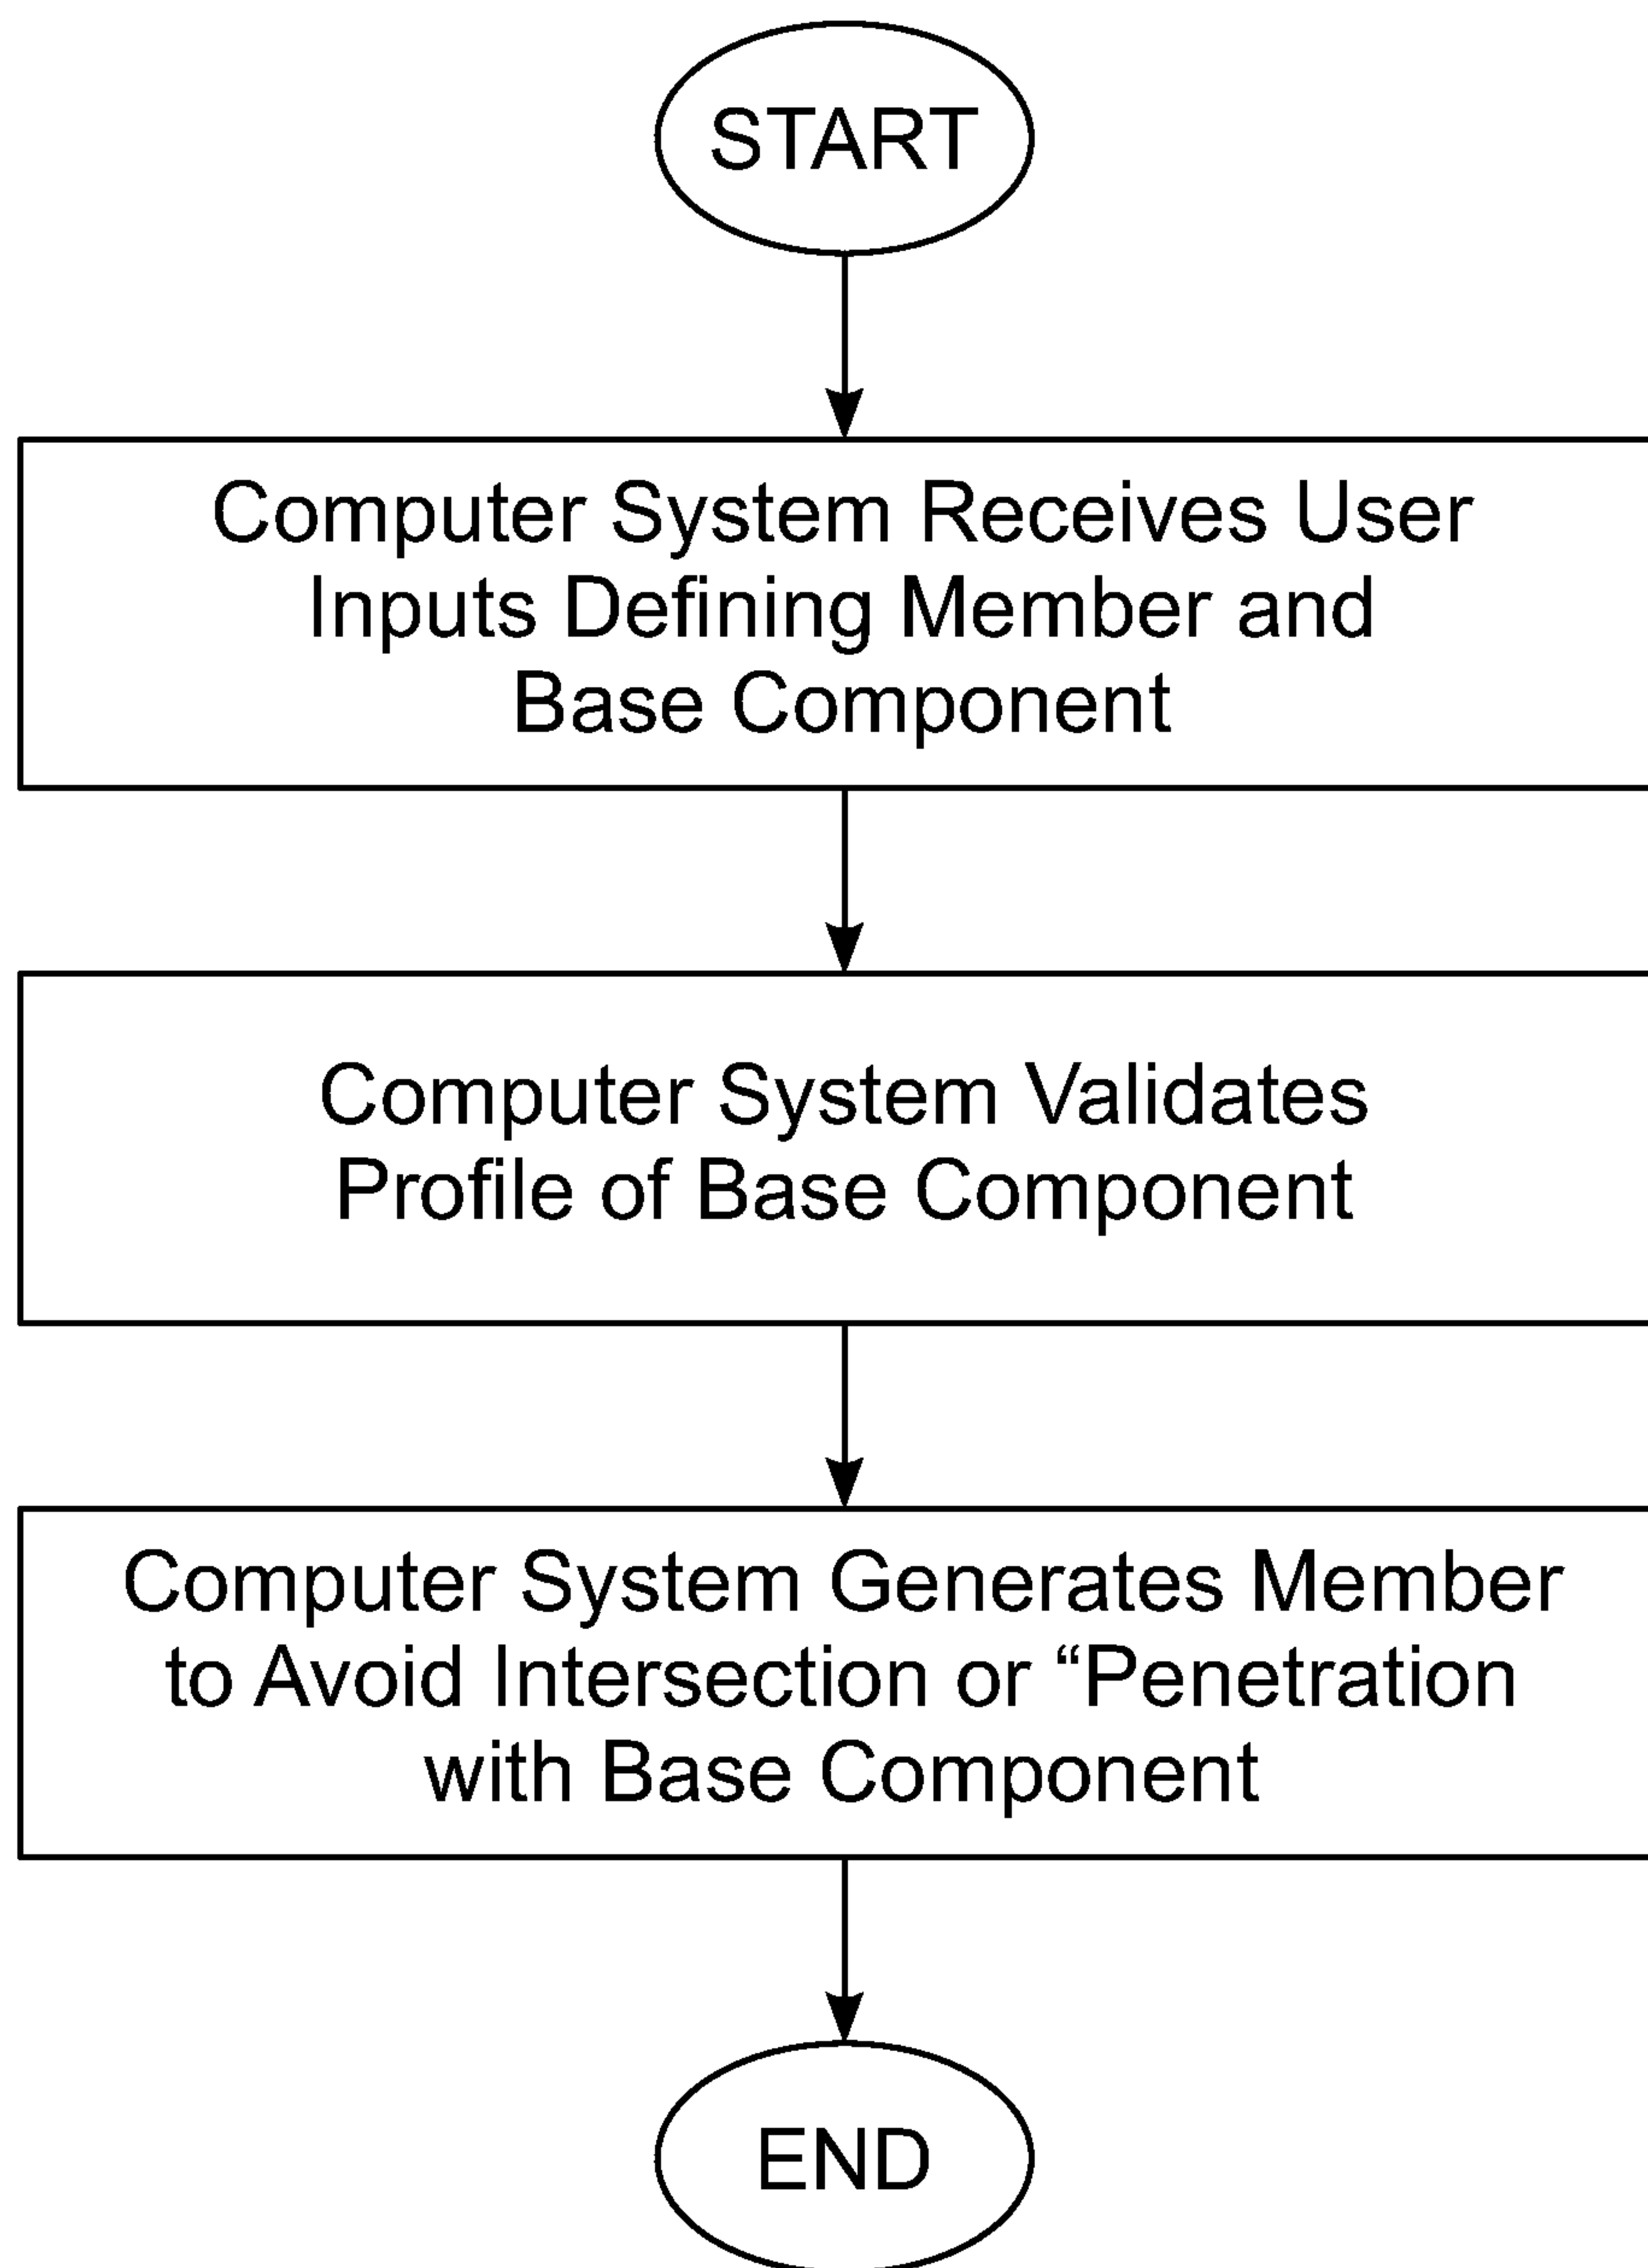 START
Computer System Receives User
Inputs Defining Member and
Base Component
Computer System Validates
Profile of Base Component
Computer System Generates Member
to Avoid Intersection or “Penetration
with Base Component
END